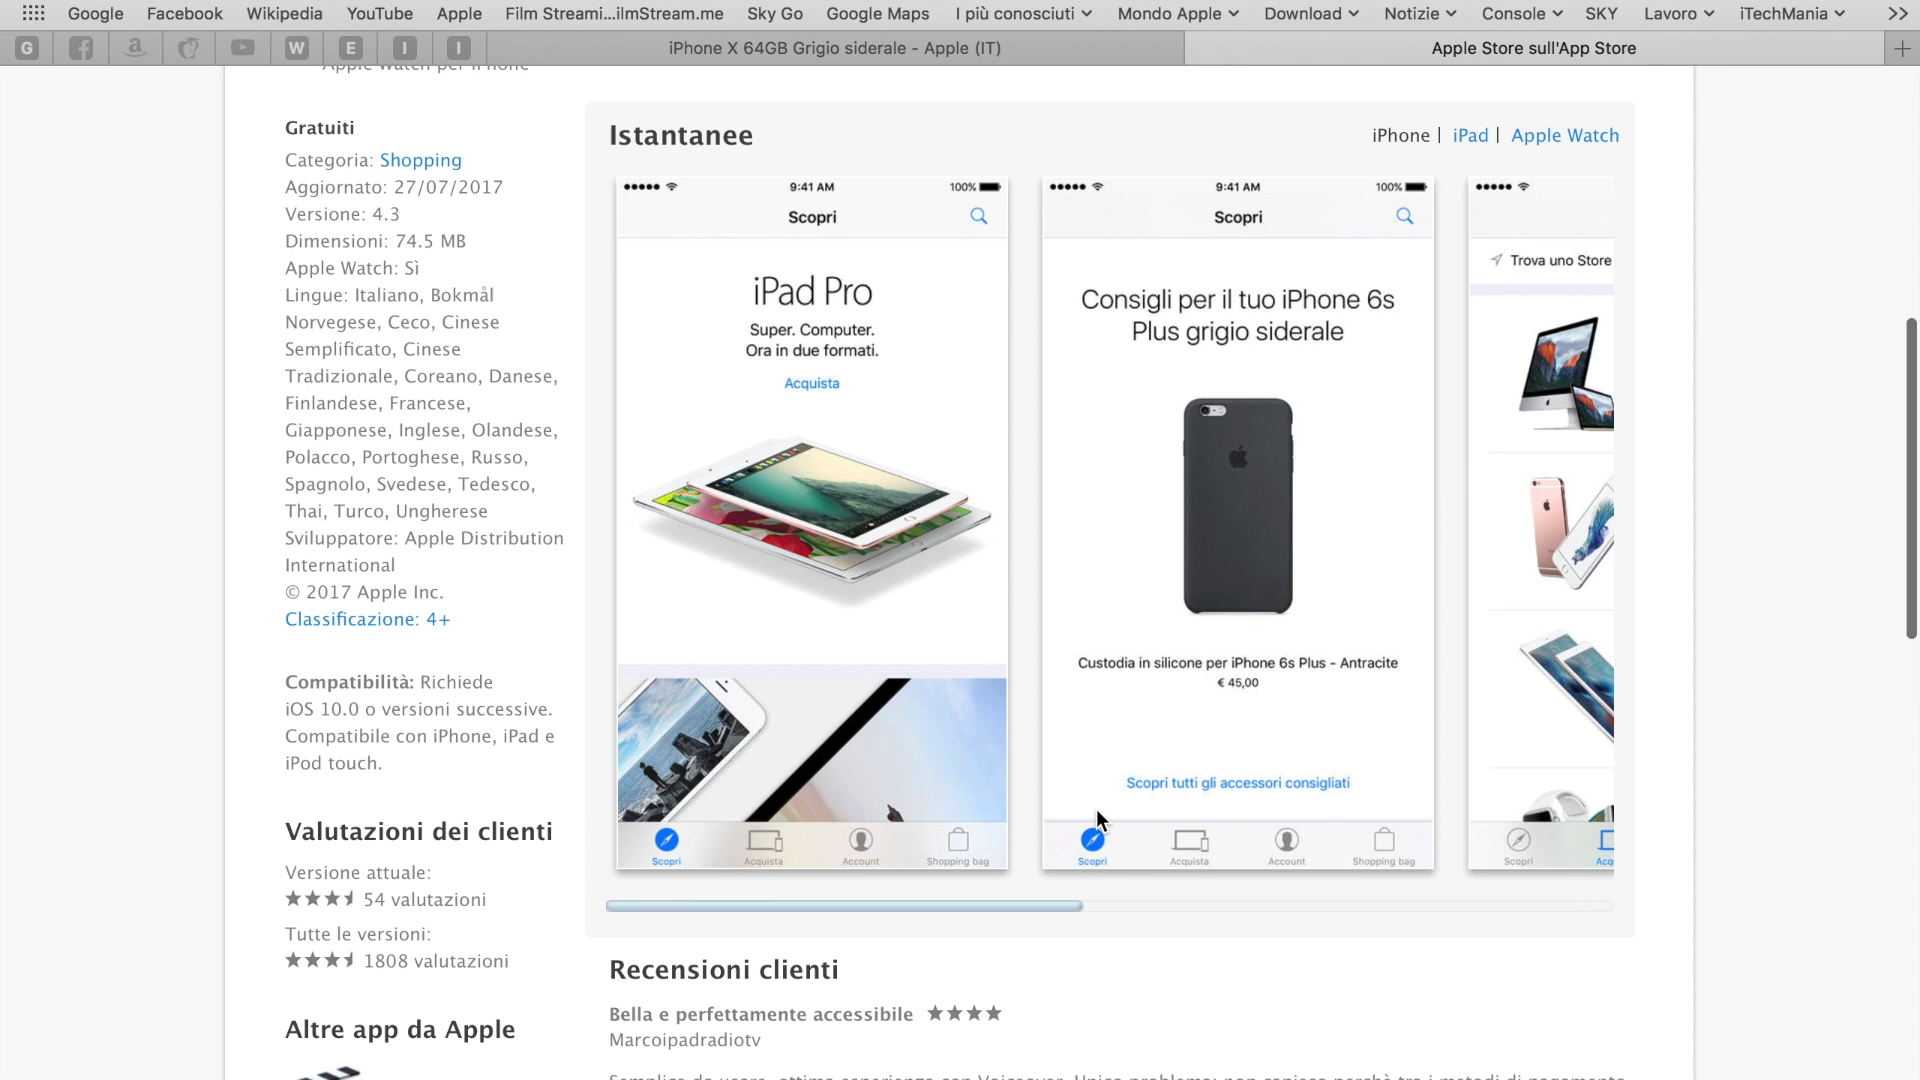 Google Facebook Wikipedia YouTube Apple Film Streami...ilmStream.me Sky Go Google Maps I più conosciuti Mondo Apple Download Notizie Console SKY Lavoro iTechMania
G W E I I iPhone X 64GB Grigio siderale - Apple (IT) Apple Store sull'App Store
Apple Watch per iPhone
Gratuiti
Categoria: Shopping
Aggiornato: 27/07/2017
Versione: 4.3
Dimensioni: 74.5 MB
Apple Watch: Sì
Lingue: Italiano, Bokmål
Norvegese, Ceco, Cinese
Semplificato, Cinese
Tradizionale, Coreano, Danese,
Finlandese, Francese,
Giapponese, Inglese, Olandese,
Polacco, Portoghese, Russo,
Spagnolo, Svedese, Tedesco,
Thai, Turco, Ungherese
Sviluppatore: Apple Distribution
International
© 2017 Apple Inc.
Classificazione: 4+
Compatibilità: Richiede
iOS 10.0 o versioni successive.
Compatibile con iPhone, iPad e
iPod touch.
Valutazioni dei clienti
Versione attuale:
54 valutazioni
Tutte le versioni:
1808 valutazioni
Altre app da Apple
Istantanee
iPhone | iPad | Apple Watch
9:41 AM 100%
Scopri
iPad Pro
Super. Computer.
Ora in due formati.
Acquista
Scopri Acquista Account Shopping bag
9:41 AM 100%
Scopri
Consigli per il tuo iPhone 6s
Plus grigio siderale
Custodia in silicone per iPhone 6s Plus - Antracite
€ 45,00
Scopri tutti gli accessori consigliati
Scopri Acquista Account Shopping bag
Trova uno Store
Scopri Acq
Recensioni clienti
Bella e perfettamente accessibile
Marcoipadradiotv